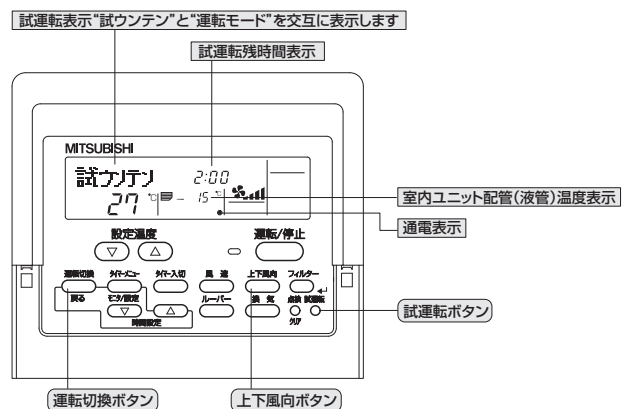 試運転表示“試ウンテン”と“運転モード”を交互に表示します
試運転残時間表示
MITSUBISHI
試ウンテン 2:00
27 ℃ - 15 ℃
室内ユニット配管(液管)温度表示
通電表示
設定温度 運転/停止
▽ △
運転切換 タイマーメニュー タイマー入切 風 速 上下風向 フィルター
戻る モニタ/設定 ルーバー 換 気 点検 試運転
▽ △ クリア
時間設定
試運転ボタン
運転切換ボタン 上下風向ボタン